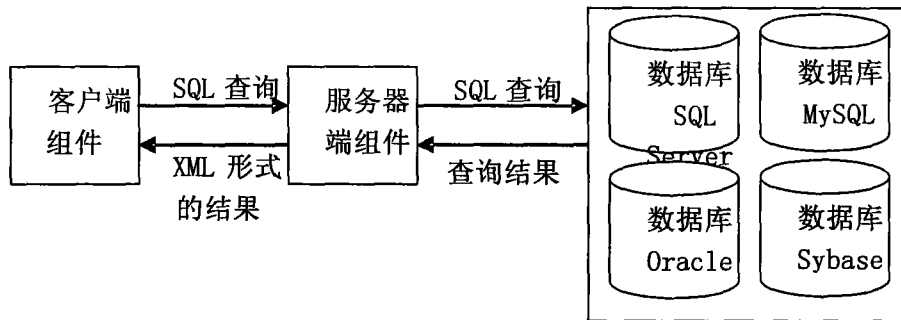 客户端
组件
SQL 查询
XML 形式
的结果
服务器
端组件
SQL 查询
查询结果
数据库
SQL
Server
数据库
MySQL
数据库
Oracle
数据库
Sybase